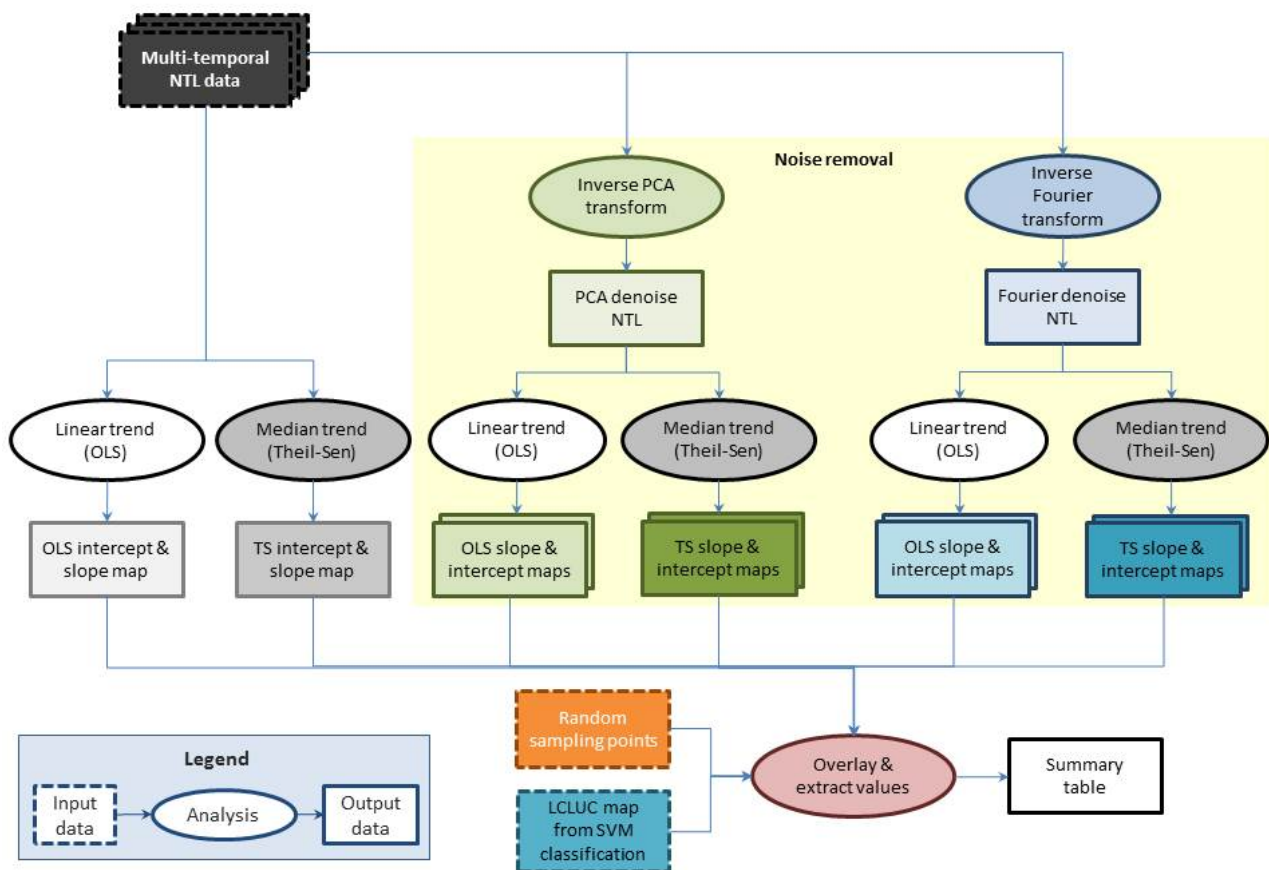 Multi-temporal
NTL data
Noise removal
Inverse PCA
transform
Inverse
Fourier
transform
PCA denoise
NTL
Fourier denoise
NTL
Linear trend
(OLS)
Median trend
(Theil-Sen)
Linear trend
(OLS)
Median trend
(Theil-Sen)
Linear trend
(OLS)
Median trend
(Theil-Sen)
OLS intercept &
slope map
TS intercept &
slope map
OLS slope &
intercept maps
TS slope &
intercept maps
OLS slope &
intercept maps
TS slope &
intercept maps
Random
sampling points
LCLUC map
from SVM
classification
Overlay &
extract values
Summary
table
Legend
Input
data
Analysis
Output
data